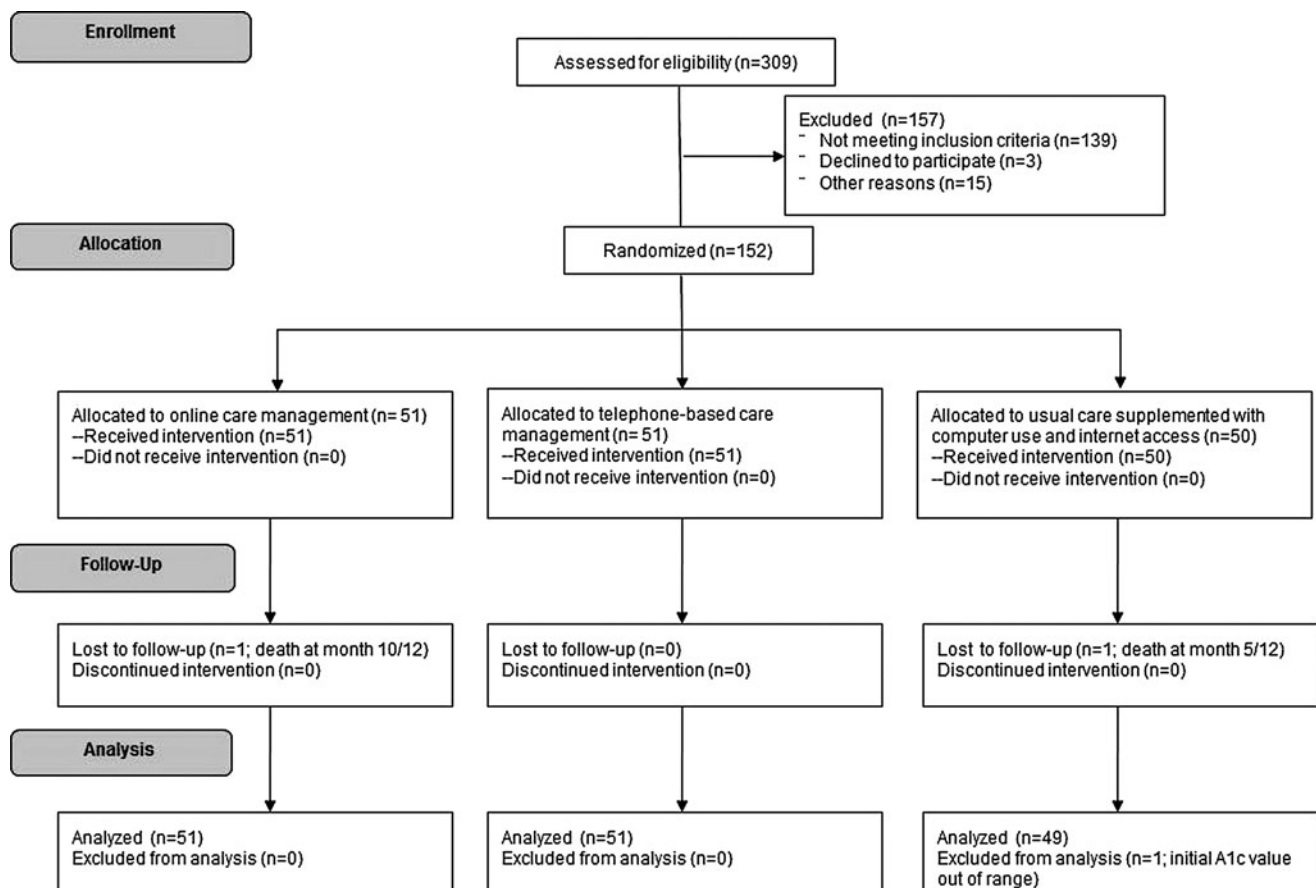 Enrollment
Assessed for eligibility (n=309)
Excluded (n=157)
- Not meeting inclusion criteria (n=139)
- Declined to participate (n=3)
- Other reasons (n=15)
Allocation
Randomized (n=152)
Allocated to online care management (n= 51)
--Received intervention (n=51)
--Did not receive intervention (n=0)
Allocated to telephone-based care
management (n= 51)
--Received intervention (n=51)
--Did not receive intervention (n=0)
Allocated to usual care supplemented with
computer use and internet access (n=50)
--Received intervention (n=50)
--Did not receive intervention (n=0)
Follow-Up
Lost to follow-up (n=1; death at month 10/12)
Discontinued intervention (n=0)
Lost to follow-up (n=0)
Discontinued intervention (n=0)
Lost to follow-up (n=1; death at month 5/12)
Discontinued intervention (n=0)
Analysis
Analyzed (n=51)
Excluded from analysis (n=0)
Analyzed (n=51)
Excluded from analysis (n=0)
Analyzed (n=49)
Excluded from analysis (n=1; initial A1c value
out of range)